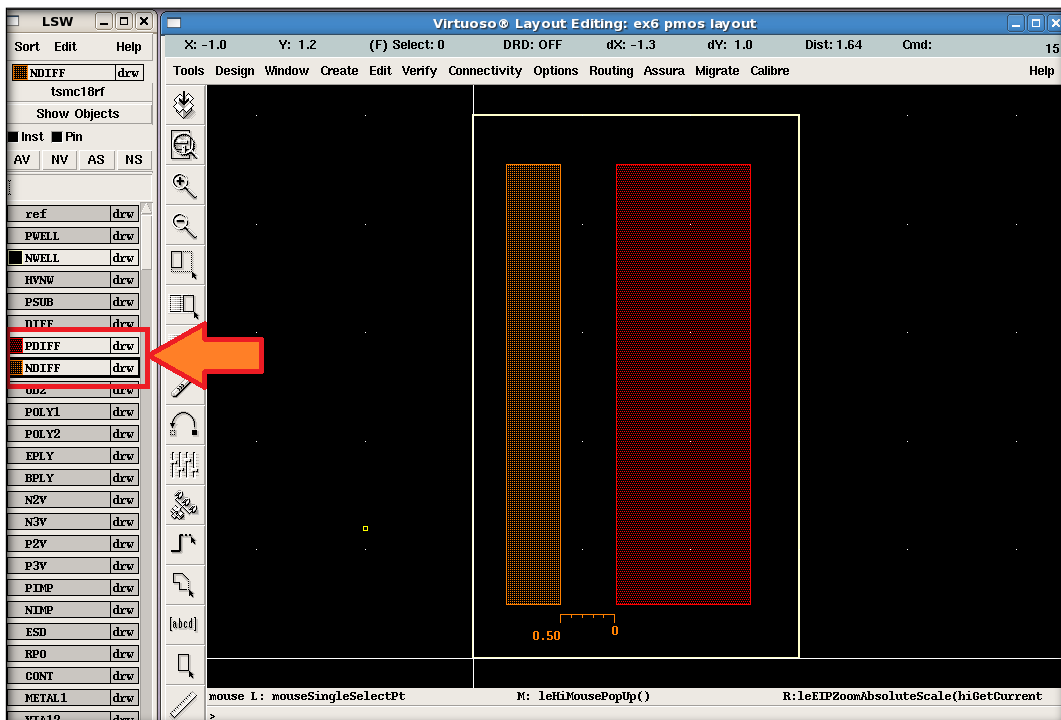 LSW
Sort Edit Help
NDIFF drw
tsmc18rf
Show Objects
Inst Pin
AV NV AS NS
ref drw
PWELL drw
NWELL drw
HVNW drw
PSUB drw
DIFF drw
PDIFF drw
NDIFF drw
OD2 drw
POLY1 drw
POLY2 drw
EPLY drw
BPLY drw
N2V drw
N3V drw
P2V drw
P3V drw
PIMP drw
NIMP drw
ESD drw
RPO drw
CONT drw
METAL1 drw
VIA12 drw
Virtuoso® Layout Editing: ex6 pmos layout
X: -1.0 Y: 1.2 (F) Select: 0 DRD: OFF dX: -1.3 dY: 1.0 Dist: 1.64 Cmd: 15
Tools Design Window Create Edit Verify Connectivity Options Routing Assura Migrate Calibre Help
[abcd]
0.50 0
mouse L: mouseSingleSelectPt M: leHiMousePopUp() R:leEIPZoomAbsoluteScale(hiGetCurrent
>